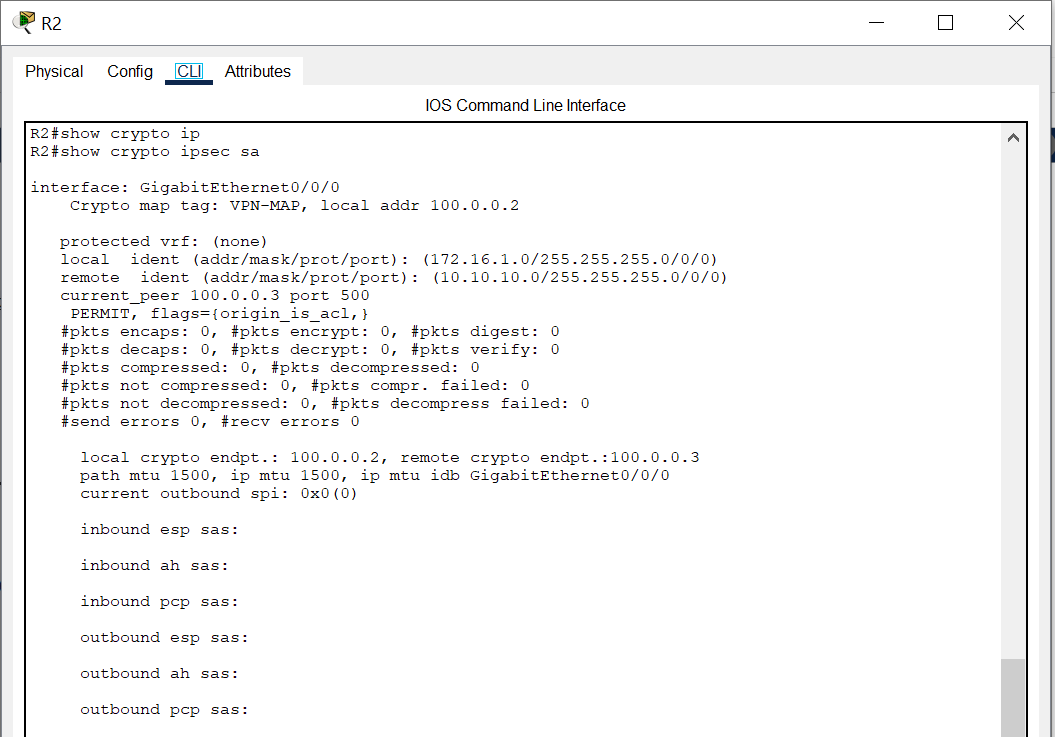 R2
Physical Config CLI Attributes
IOS Command Line Interface
R2#show crypto ip
R2#show crypto ipsec sa
interface: GigabitEthernet0/0/0
Crypto map tag: VPN-MAP, local addr 100.0.0.2
protected vrf: (none)
local  ident (addr/mask/prot/port): (172.16.1.0/255.255.255.0/0/0)
remote  ident (addr/mask/prot/port): (10.10.10.0/255.255.255.0/0/0)
current_peer 100.0.0.3 port 500
PERMIT, flags={origin_is_acl,}
#pkts encaps: 0, #pkts encrypt: 0, #pkts digest: 0
#pkts decaps: 0, #pkts decrypt: 0, #pkts verify: 0
#pkts compressed: 0, #pkts decompressed: 0
#pkts not compressed: 0, #pkts compr. failed: 0
#pkts not decompressed: 0, #pkts decompress failed: 0
#send errors 0, #recv errors 0
local crypto endpt.: 100.0.0.2, remote crypto endpt.:100.0.0.3
path mtu 1500, ip mtu 1500, ip mtu idb GigabitEthernet0/0/0
current outbound spi: 0x0(0)
inbound esp sas:
inbound ah sas:
inbound pcp sas:
outbound esp sas:
outbound ah sas:
outbound pcp sas: